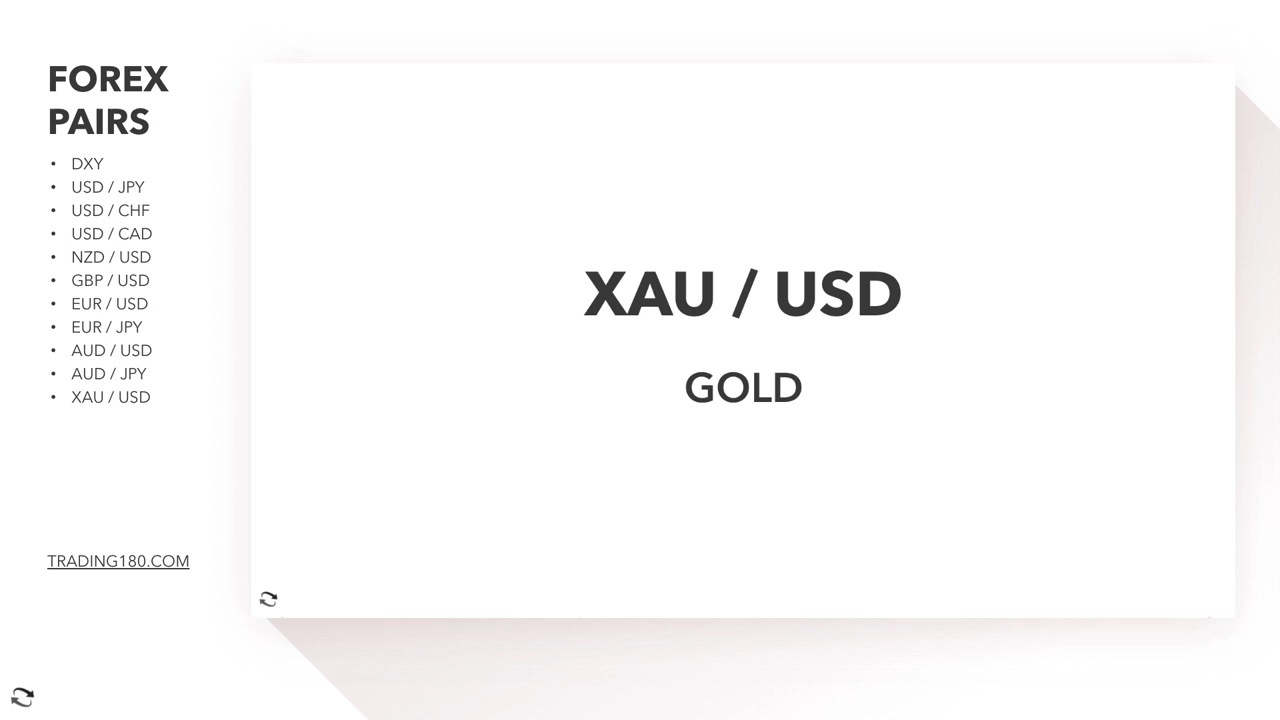 FOREX
PAIRS
• DXY
• USD / JPY
• USD / CHF
• USD / CAD
• NZD / USD
• GBP / USD
• EUR / USD
• EUR / JPY
• AUD / USD
• AUD / JPY
• XAU / USD
TRADING180.COM
XAU / USD
GOLD